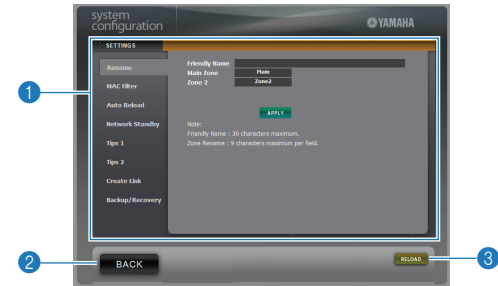 system
configuration
YAMAHA
SETTINGS
Rename
MAC Filter
Auto Reload
Network Standby
Tips 1
Tips 2
Create Link
Backup/Recovery
Friendly Name
Main Zone Main
Zone 2 Zone2
APPLY
Note:
Friendly Name : 30 characters maximum.
Zone Rename : 9 characters maximum per field.
1
2
BACK
RELOAD
3